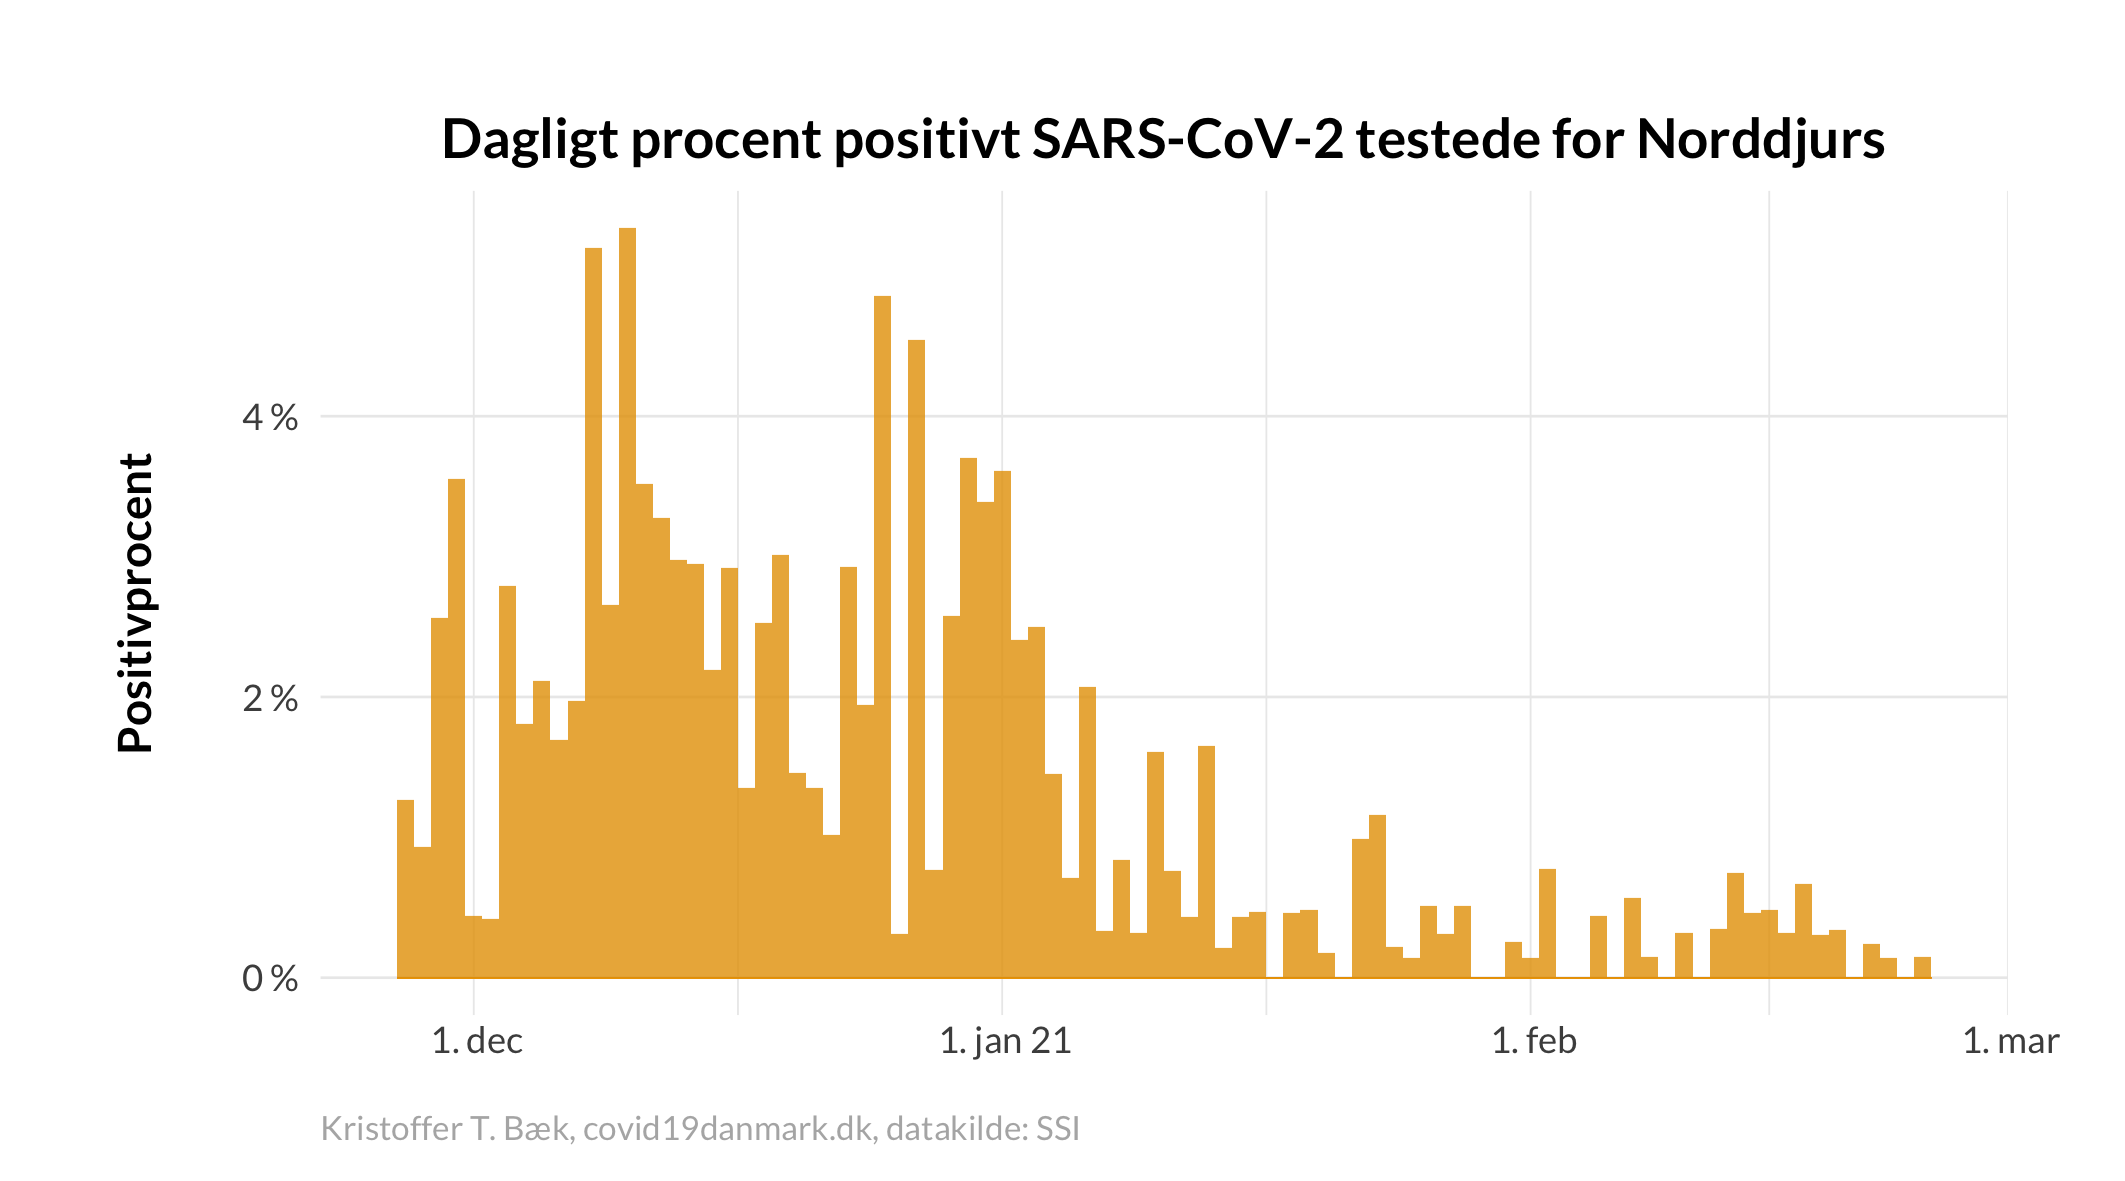 Dagligt procent positivt SARS-CoV-2 testede for Norddjurs
Positivprocent
4 %
2 %
0 %
1. dec
1. jan 21
1. feb
1. mar
Kristoffer T. Bæk, covid19danmark.dk, datakilde: SSI